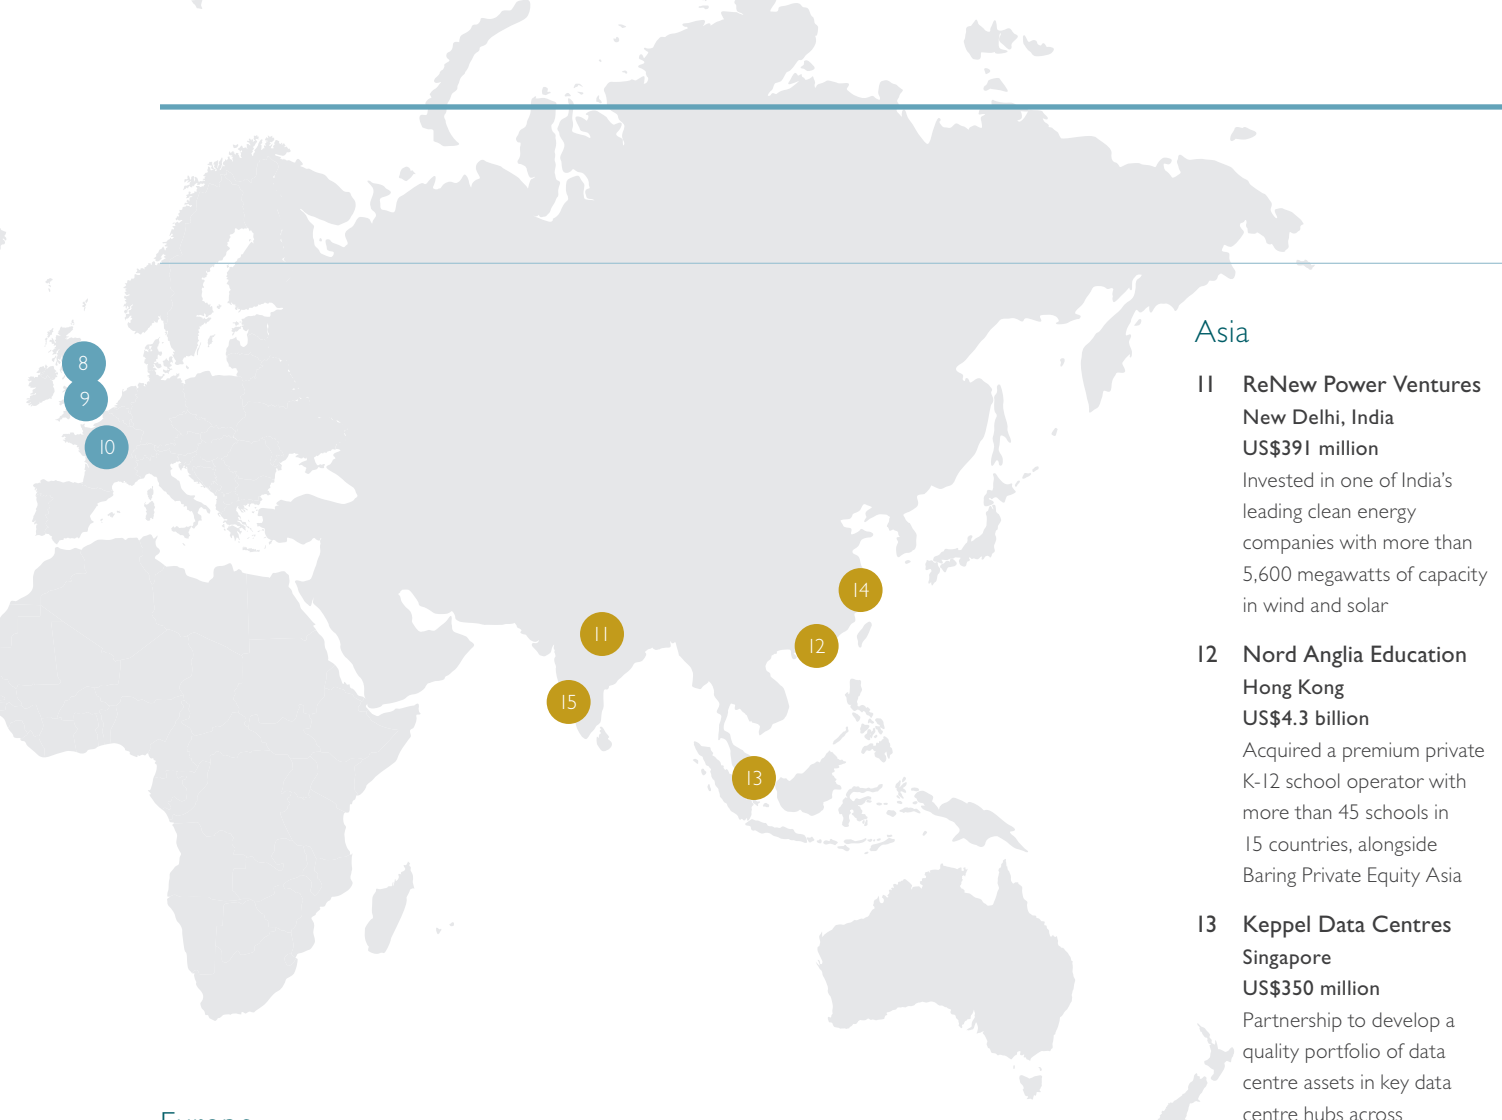 8
9
10
11
12
13
14
15
Asia
11 ReNew Power Ventures
New Delhi, India
US$391 million
Invested in one of India's
leading clean energy
companies with more than
5,600 megawatts of capacity
in wind and solar
12 Nord Anglia Education
Hong Kong
US$4.3 billion
Acquired a premium private
K-12 school operator with
more than 45 schools in
15 countries, alongside
Baring Private Equity Asia
13 Keppel Data Centres
Singapore
US$350 million
Partnership to develop a
quality portfolio of data
centre assets in key data
centre hubs across
Europe